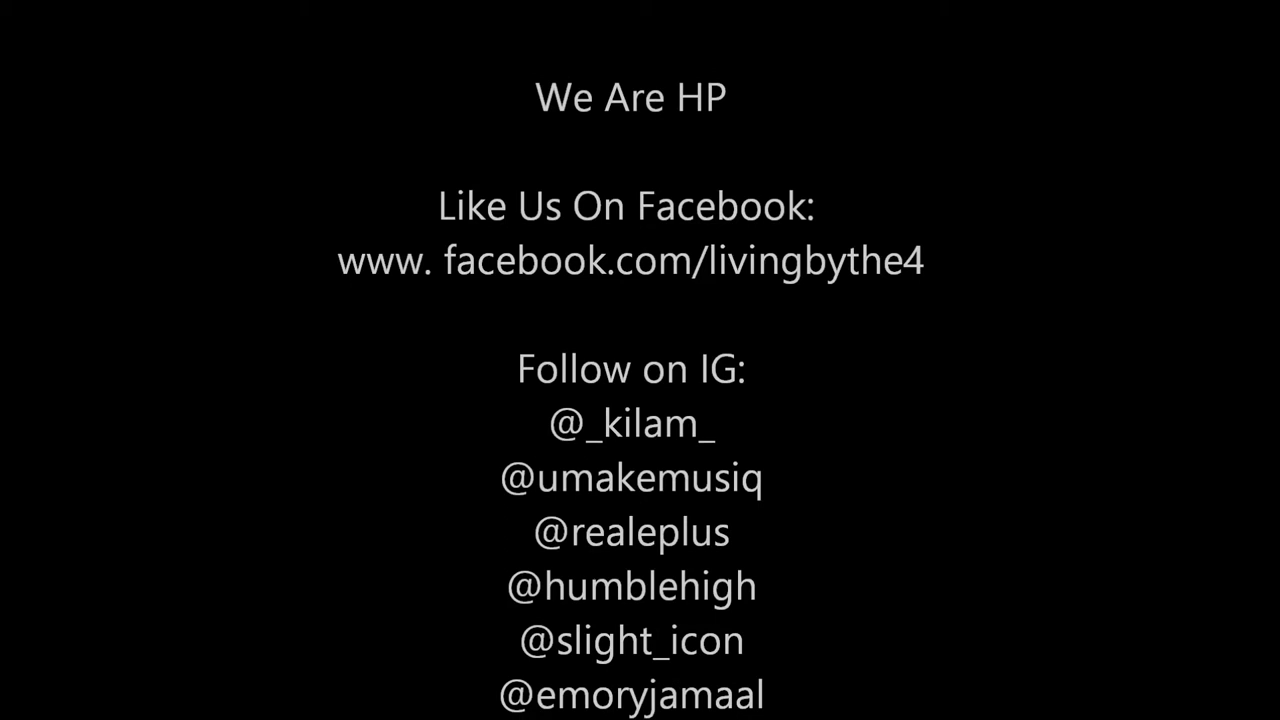 We Are HP
Like Us On Facebook:
www. facebook.com/livingbythe4
Follow on IG:
@_kilam_
@umakemusiq
@realeplus
@humblehigh
@slight_icon
@emoryjamaal